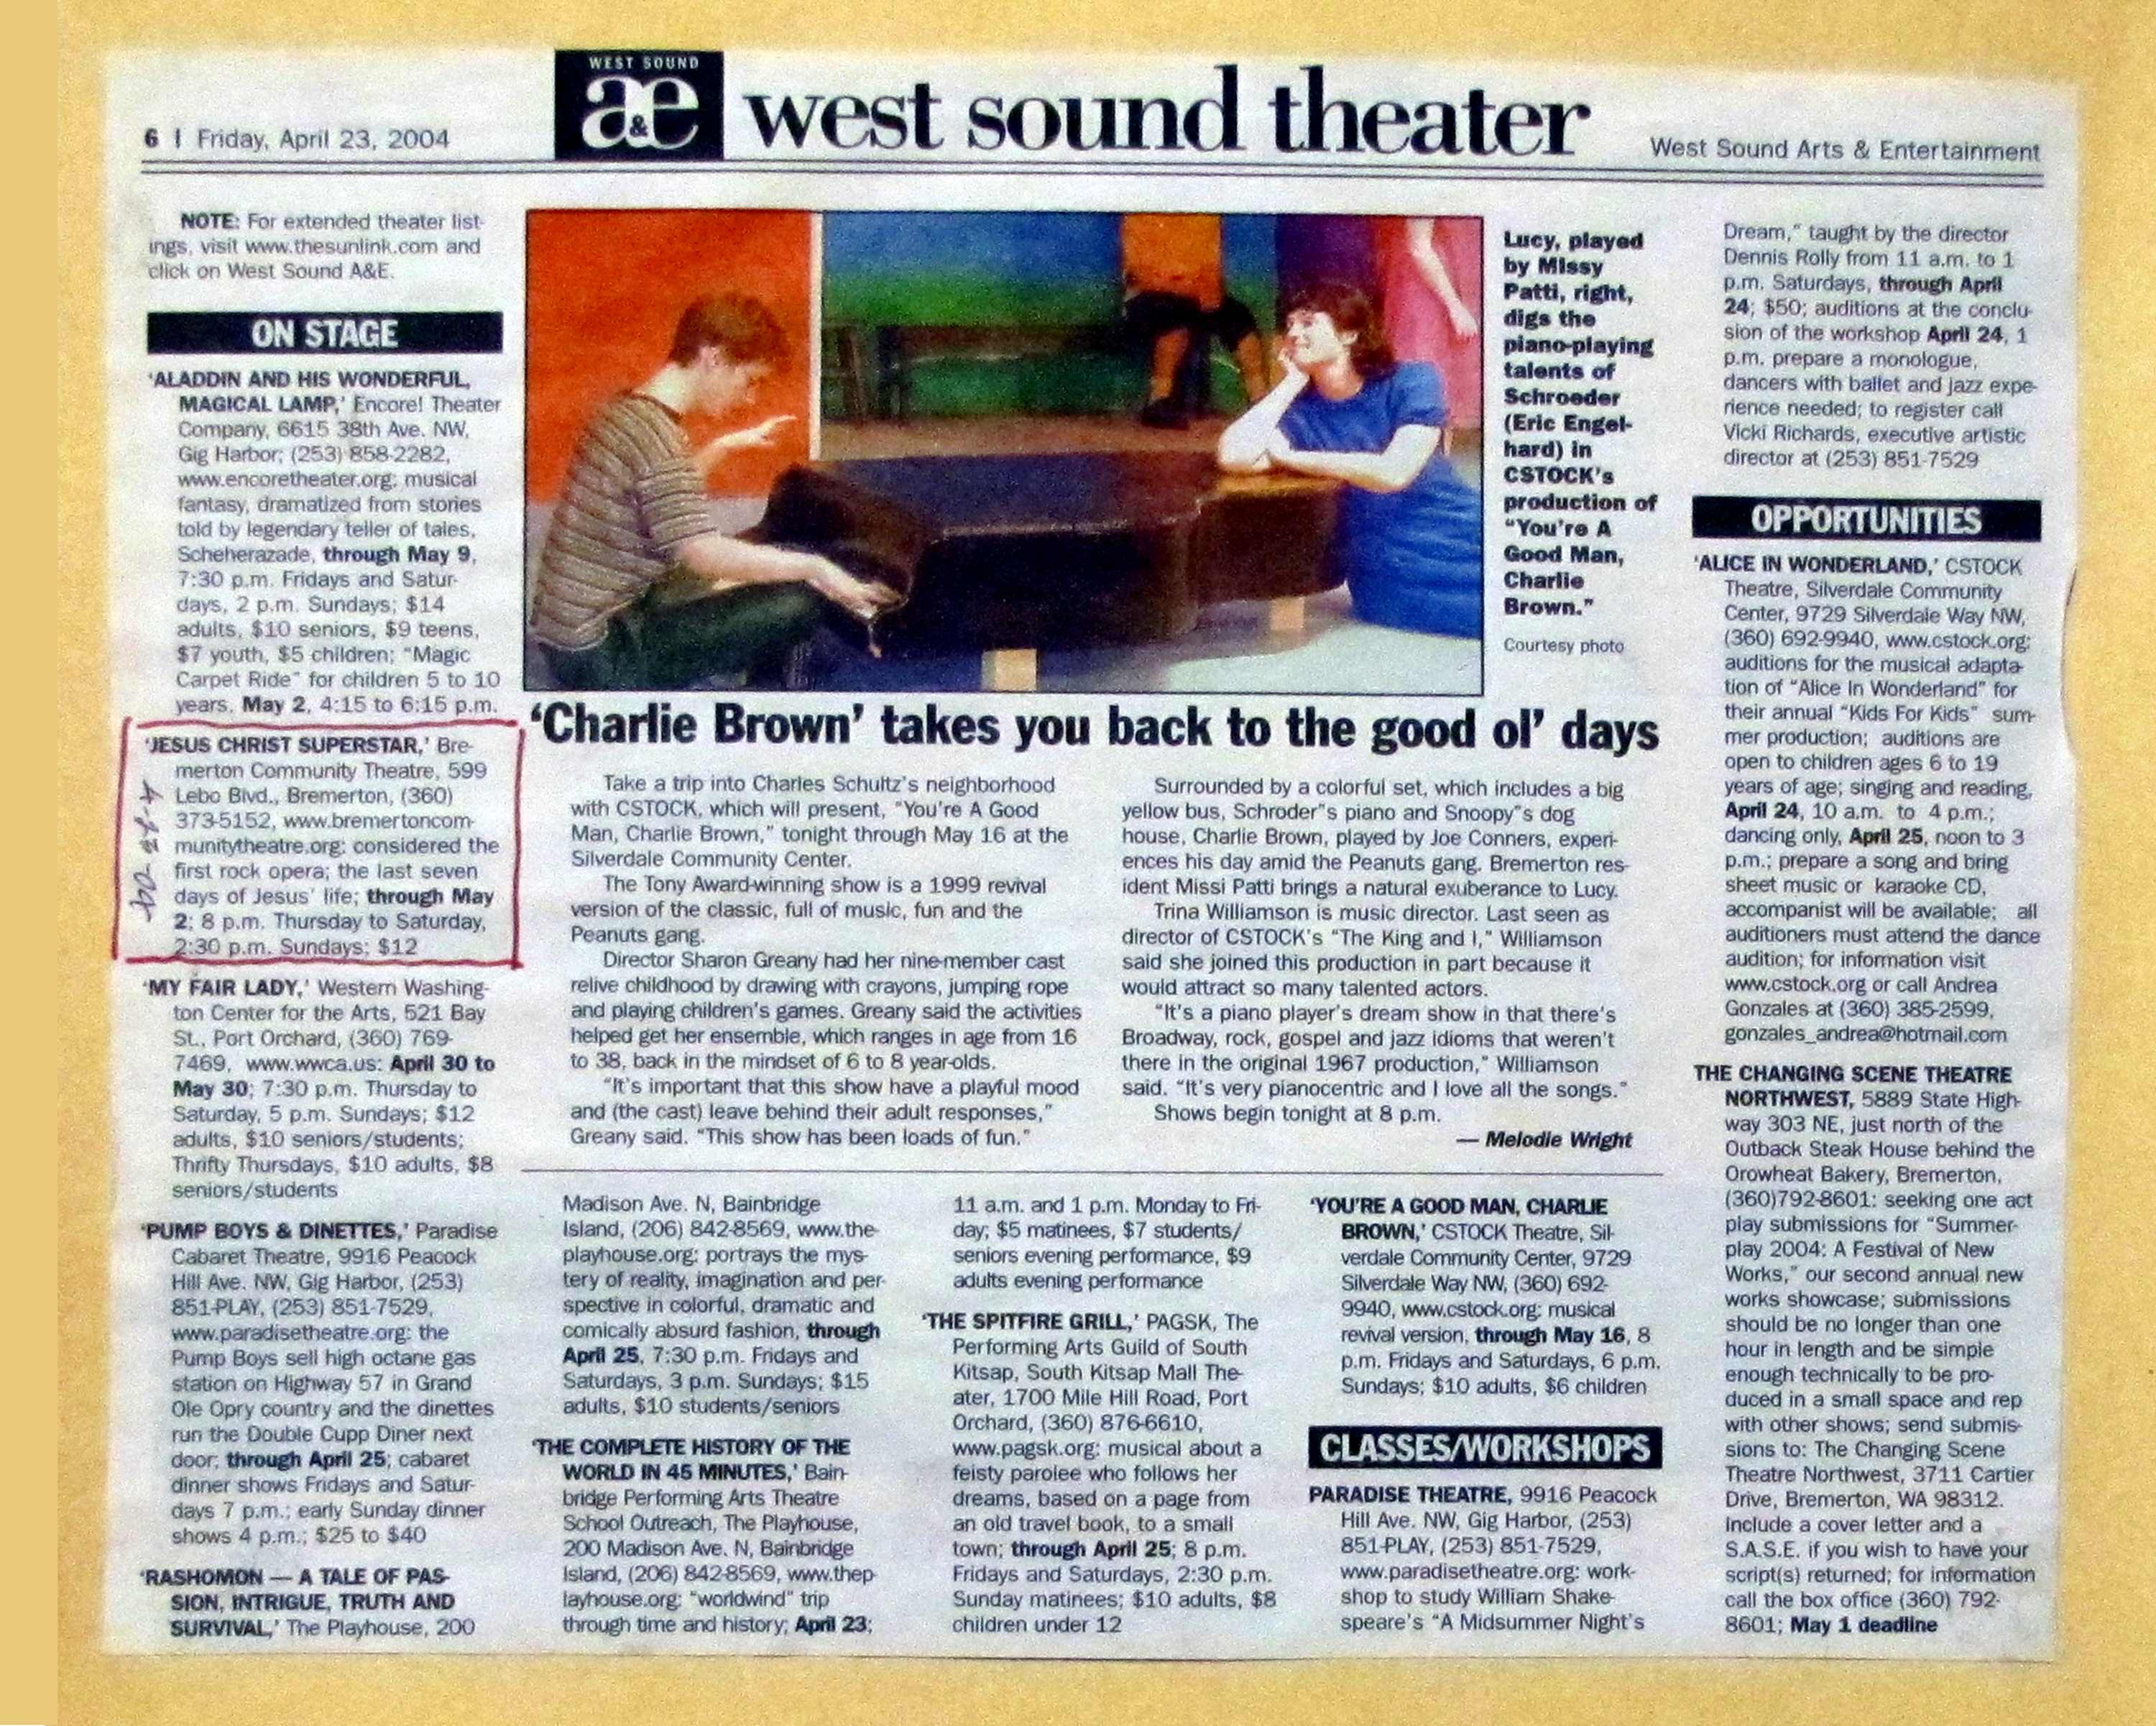 WEST SOUND
a&e west sound theater
6 | Friday, April 23, 2004
West Sound Arts & Entertainment
NOTE: For extended theater list-
ings, visit www.thesunlink.com and
click on West Sound A&E.
ON STAGE
'ALADDIN AND HIS WONDERFUL,
MAGICAL LAMP,' Encore! Theater
Company, 6615 38th Ave. NW,
Gig Harbor; (253) 858-2282,
www.encoretheater.org: musical
fantasy, dramatized from stories
told by legendary teller of tales,
Scheherazade, through May 9,
7:30 p.m. Fridays and Satur-
days, 2 p.m. Sundays; $14
adults, $10 seniors, $9 teens,
$7 youth, $5 children; "Magic
Carpet Ride" for children 5 to 10
years, May 2, 4:15 to 6:15 p.m.
'JESUS CHRIST SUPERSTAR,' Bre-
merton Community Theatre, 599
Lebo Blvd., Bremerton, (360)
373-5152, www.bremertoncom-
munitytheatre.org: considered the
first rock opera; the last seven
days of Jesus' life; through May
2; 8 p.m. Thursday to Saturday,
2:30 p.m. Sundays; $12
'MY FAIR LADY,' Western Washing-
ton Center for the Arts, 521 Bay
St., Port Orchard, (360) 769-
7469, www.wwca.us: April 30 to
May 30; 7:30 p.m. Thursday to
Saturday, 5 p.m. Sundays; $12
adults, $10 seniors/students;
Thrifty Thursdays, $10 adults, $8
seniors/students
'PUMP BOYS & DINETTES,' Paradise
Cabaret Theatre, 9916 Peacock
Hill Ave. NW, Gig Harbor, (253)
851-PLAY, (253) 851-7529,
www.paradisetheatre.org: the
Pump Boys sell high octane gas
station on Highway 57 in Grand
Ole Opry country and the dinettes
run the Double Cupp Diner next
door; through April 25; cabaret
dinner shows Fridays and Satur-
days 7 p.m.; early Sunday dinner
shows 4 p.m.; $25 to $40
'RASHOMON — A TALE OF PAS-
SION, INTRIGUE, TRUTH AND
SURVIVAL,' The Playhouse, 200
Lucy, played
by Missy
Patti, right,
digs the
piano-playing
talents of
Schroeder
(Eric Engel-
hard) in
CSTOCK's
production of
"You're A
Good Man,
Charlie
Brown."
Courtesy photo
'Charlie Brown' takes you back to the good ol' days
Take a trip into Charles Schultz's neighborhood
with CSTOCK, which will present, "You're A Good
Man, Charlie Brown," tonight through May 16 at the
Silverdale Community Center.
The Tony Award-winning show is a 1999 revival
version of the classic, full of music, fun and the
Peanuts gang.
Director Sharon Greany had her nine-member cast
relive childhood by drawing with crayons, jumping rope
and playing children's games. Greany said the activities
helped get her ensemble, which ranges in age from 16
to 38, back in the mindset of 6 to 8 year-olds.
"It's important that this show have a playful mood
and (the cast) leave behind their adult responses,"
Greany said. "This show has been loads of fun."
Surrounded by a colorful set, which includes a big
yellow bus, Schroder"s piano and Snoopy"s dog
house, Charlie Brown, played by Joe Conners, experi-
ences his day amid the Peanuts gang. Bremerton res-
ident Missi Patti brings a natural exuberance to Lucy.
Trina Williamson is music director. Last seen as
director of CSTOCK's "The King and I," Williamson
said she joined this production in part because it
would attract so many talented actors.
"It's a piano player's dream show in that there's
Broadway, rock, gospel and jazz idioms that weren't
there in the original 1967 production," Williamson
said. "It's very pianocentric and I love all the songs."
Shows begin tonight at 8 p.m.
— Melodie Wright
Madison Ave. N, Bainbridge
Island, (206) 842-8569, www.the-
playhouse.org: portrays the mys-
tery of reality, imagination and per-
spective in colorful, dramatic and
comically absurd fashion, through
April 25, 7:30 p.m. Fridays and
Saturdays, 3 p.m. Sundays; $15
adults, $10 students/seniors
'THE COMPLETE HISTORY OF THE
WORLD IN 45 MINUTES,' Bain-
bridge Performing Arts Theatre
School Outreach, The Playhouse,
200 Madison Ave. N, Bainbridge
Island, (206) 842-8569, www.thep-
layhouse.org: "worldwind" trip
through time and history; April 23;
11 a.m. and 1 p.m. Monday to Fri-
day; $5 matinees, $7 students/
seniors evening performance, $9
adults evening performance
'THE SPITFIRE GRILL,' PAGSK, The
Performing Arts Guild of South
Kitsap, South Kitsap Mall The-
ater, 1700 Mile Hill Road, Port
Orchard, (360) 876-6610,
www.pagsk.org: musical about a
feisty parolee who follows her
dreams, based on a page from
an old travel book, to a small
town; through April 25; 8 p.m.
Fridays and Saturdays, 2:30 p.m.
Sunday matinees; $10 adults, $8
children under 12
'YOU'RE A GOOD MAN, CHARLIE
BROWN,' CSTOCK Theatre, Sil-
verdale Community Center, 9729
Silverdale Way NW, (360) 692-
9940, www.cstock.org: musical
revival version, through May 16, 8
p.m. Fridays and Saturdays, 6 p.m.
Sundays; $10 adults, $6 children
CLASSES/WORKSHOPS
PARADISE THEATRE, 9916 Peacock
Hill Ave. NW, Gig Harbor, (253)
851-PLAY, (253) 851-7529,
www.paradisetheatre.org: work-
shop to study William Shake-
speare's "A Midsummer Night's
Dream," taught by the director
Dennis Rolly from 11 a.m. to 1
p.m. Saturdays, through April
24; $50; auditions at the conclu-
sion of the workshop April 24, 1
p.m. prepare a monologue,
dancers with ballet and jazz expe-
rience needed; to register call
Vicki Richards, executive artistic
director at (253) 851-7529
OPPORTUNITIES
'ALICE IN WONDERLAND,' CSTOCK
Theatre, Silverdale Community
Center, 9729 Silverdale Way NW,
(360) 692-9940, www.cstock.org:
auditions for the musical adapta-
tion of "Alice In Wonderland" for
their annual "Kids For Kids" sum-
mer production; auditions are
open to children ages 6 to 19
years of age; singing and reading,
April 24, 10 a.m. to 4 p.m.;
dancing only, April 25, noon to 3
p.m.; prepare a song and bring
sheet music or karaoke CD,
accompanist will be available; all
auditioners must attend the dance
audition; for information visit
www.cstock.org or call Andrea
Gonzales at (360) 385-2599,
gonzales_andrea@hotmail.com
THE CHANGING SCENE THEATRE
NORTHWEST, 5889 State High-
way 303 NE, just north of the
Outback Steak House behind the
Orowheat Bakery, Bremerton,
(360)792-8601: seeking one act
play submissions for "Summer-
play 2004: A Festival of New
Works," our second annual new
works showcase; submissions
should be no longer than one
hour in length and be simple
enough technically to be pro-
duced in a small space and rep
with other shows; send submis-
sions to: The Changing Scene
Theatre Northwest, 3711 Cartier
Drive, Bremerton, WA 98312.
Include a cover letter and a
S.A.S.E. if you wish to have your
script(s) returned; for information
call the box office (360) 792-
8601; May 1 deadline